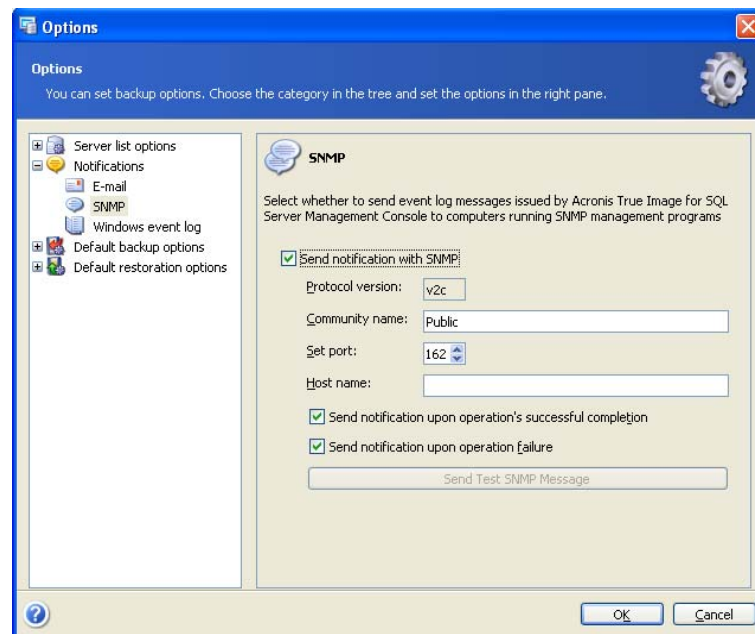 Options
Options
You can set backup options. Choose the category in the tree and set the options in the right pane.
Server list options
Notifications
E-mail
SNMP
Windows event log
Default backup options
Default restoration options
SNMP
Select whether to send event log messages issued by Acronis True Image for SQL
Server Management Console to computers running SNMP management programs
Send notification with SNMP
Protocol version: v2c
Community name: Public
Set port: 162
Host name:
Send notification upon operation's successful completion
Send notification upon operation failure
Send Test SNMP Message
OK Cancel